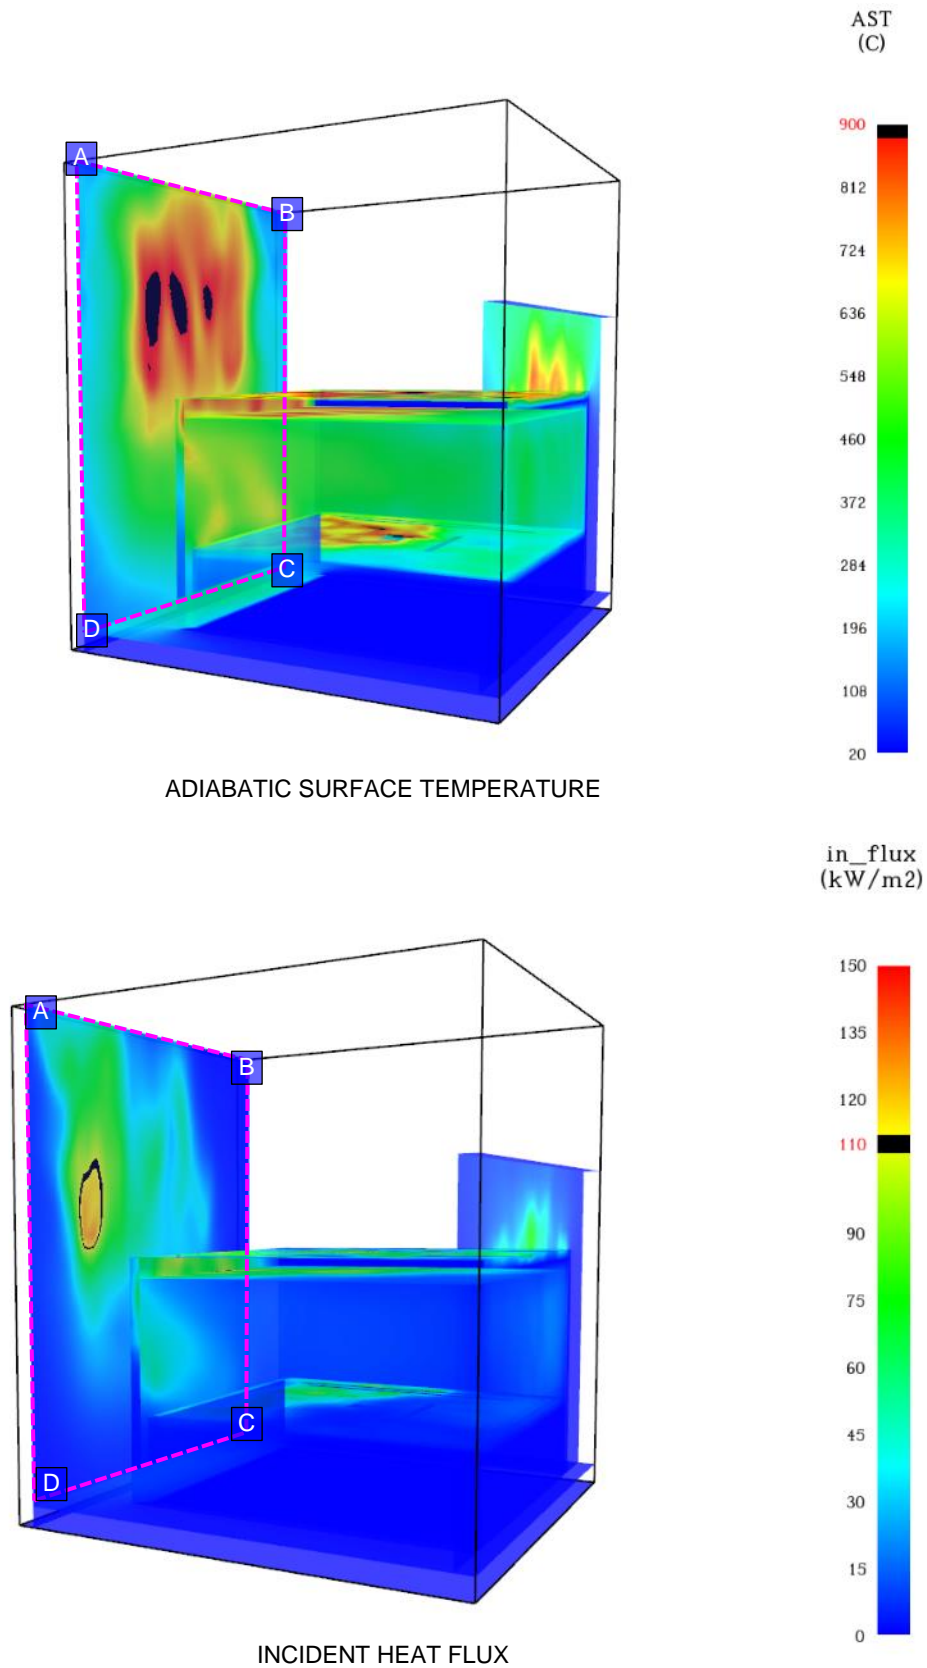 AST
(C)
900
812
724
636
548
460
372
284
196
108
20
A
B
C
D
ADIABATIC SURFACE TEMPERATURE
in_flux
(kW/m2)
150
135
120
110
90
75
60
45
30
15
0
A
B
C
D
INCIDENT HEAT FLUX